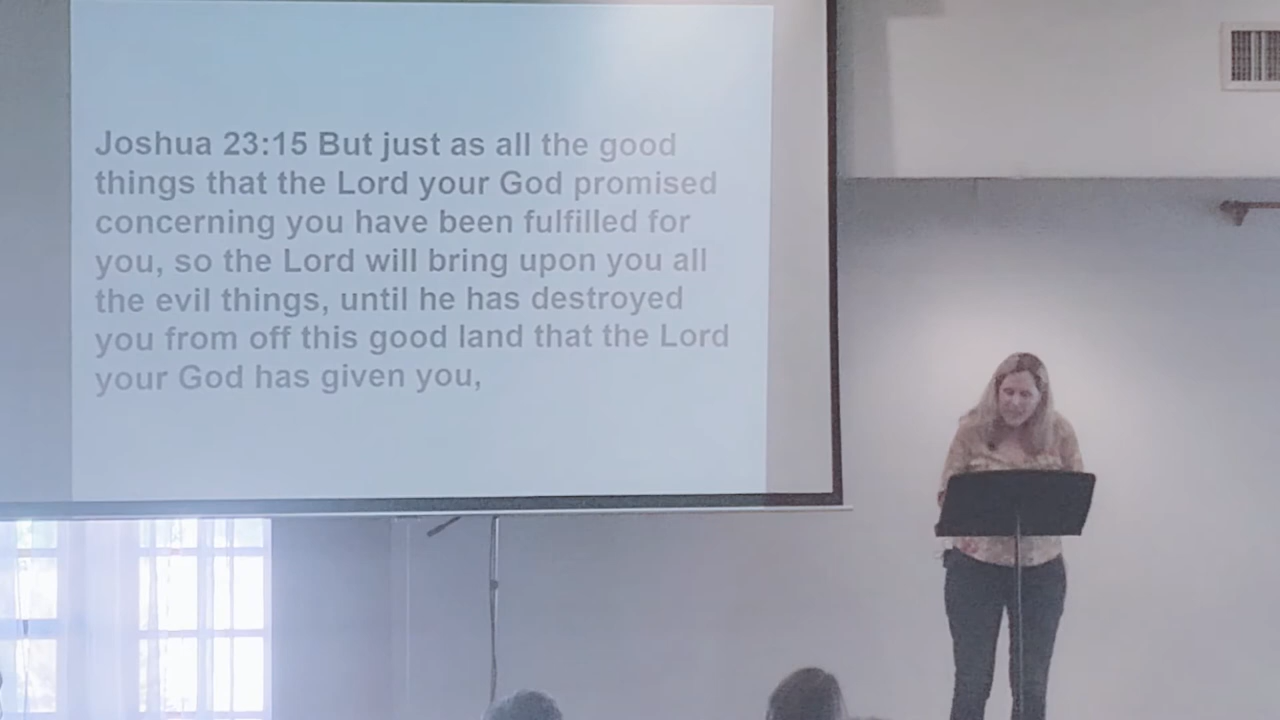 Joshua 23:15 But just as all the good
things that the Lord your God promised
concerning you have been fulfilled for
you, so the Lord will bring upon you all
the evil things, until he has destroyed
you from off this good land that the Lord
your God has given you,